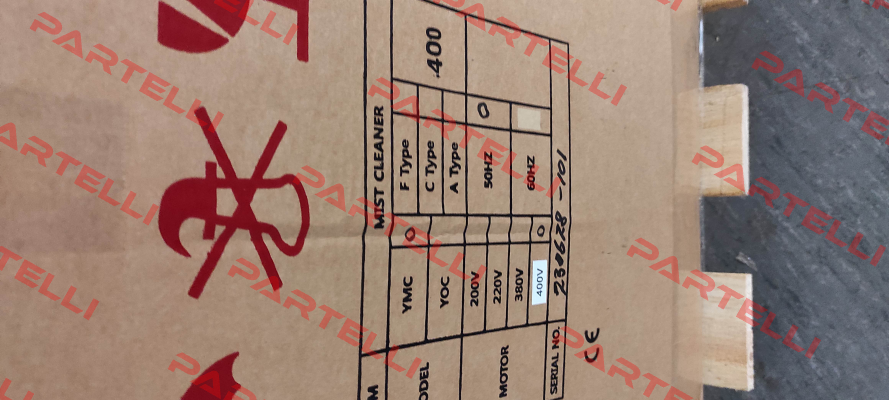 MIST CLEANER
YMC O F Type .400
YOC C Type
A Type
MOTOR 200V 50HZ O
220V
380V 60HZ
400V O
SERIAL NO. 230628-101
CE
PARTELLI